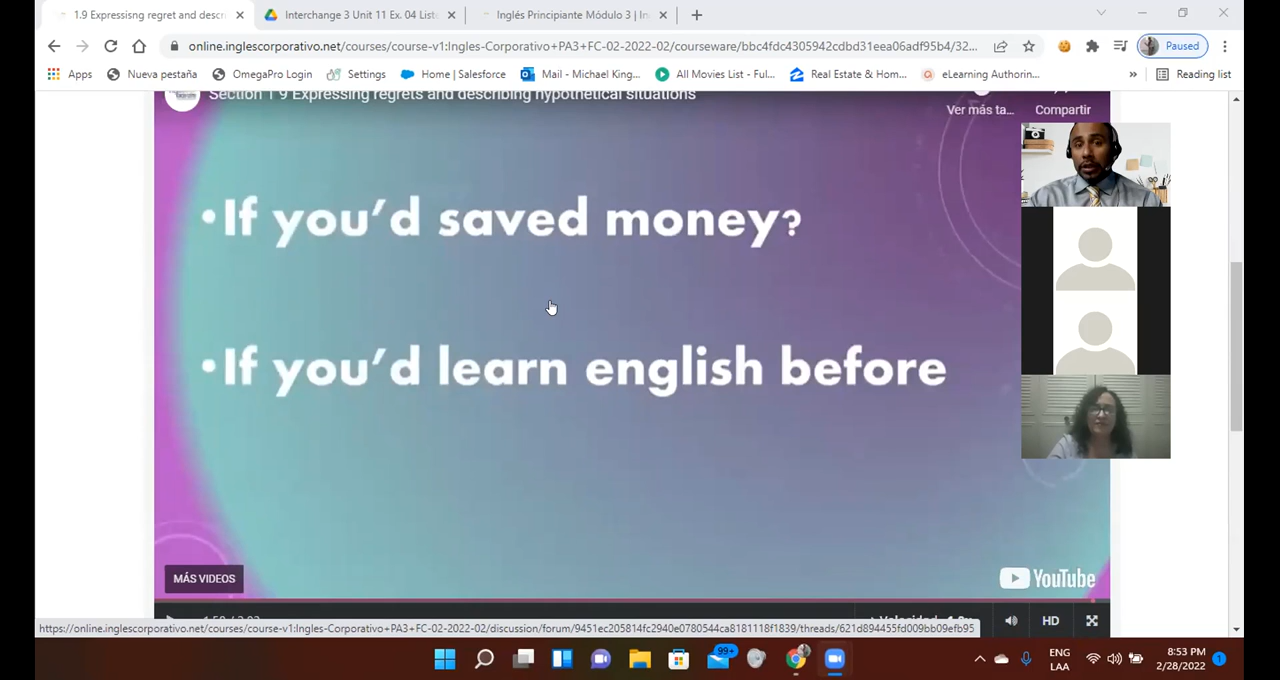 1.9 Expressisng regret and descr
Interchange 3 Unit 11 Ex. 04 List
Inglés Principiante Módulo 3 | In
online.inglescorporativo.net/courses/course-v1:Ingles-Corporativo+PA3+FC-02-2022-02/courseware/bbc4fdc4305942cdbd31eea06adf95b4/32...
Paused
Apps
Nueva pestaña
OmegaPro Login
Settings
Home | Salesforce
Mail - Michael King...
All Movies List - Ful...
Real Estate & Hom...
eLearning Authorin...
»
Reading list
Section 1 9 Expressing regrets and describing hypothetical situations
Ver más ta...
Compartir
•If you'd saved money?
•If you'd learn english before
MÁS VIDEOS
YouTube
HD
https://online.inglescorporativo.net/courses/course-v1:Ingles-Corporativo+PA3+FC-02-2022-02/discussion/forum/9451ec205814fc2940e0780544ca8181118f1839/threads/621d894455fd009bb09efb95
99+
ENG
LAA
8:53 PM
2/28/2022
1